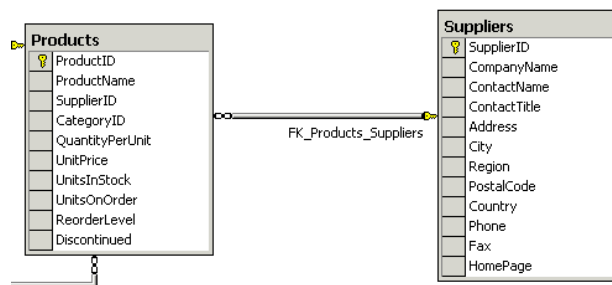 Products
ProductID
ProductName
SupplierID
CategoryID
QuantityPerUnit
UnitPrice
UnitsInStock
UnitsOnOrder
ReorderLevel
Discontinued
FK_Products_Suppliers
Suppliers
SupplierID
CompanyName
ContactName
ContactTitle
Address
City
Region
PostalCode
Country
Phone
Fax
HomePage